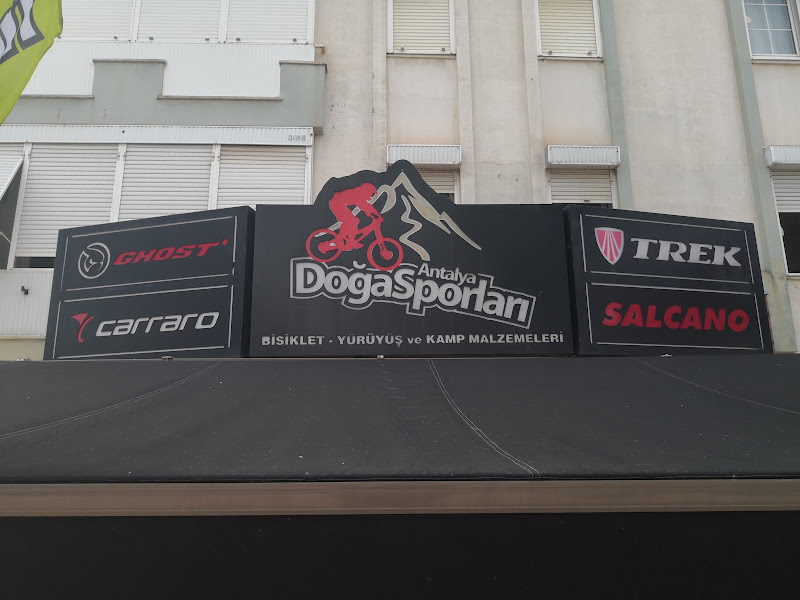 GHOST
carraro
Antalya
DoğaSporları
BİSİKLET - YÜRÜYÜŞ ve KAMP MALZEMELERİ
TREK
SALCANO